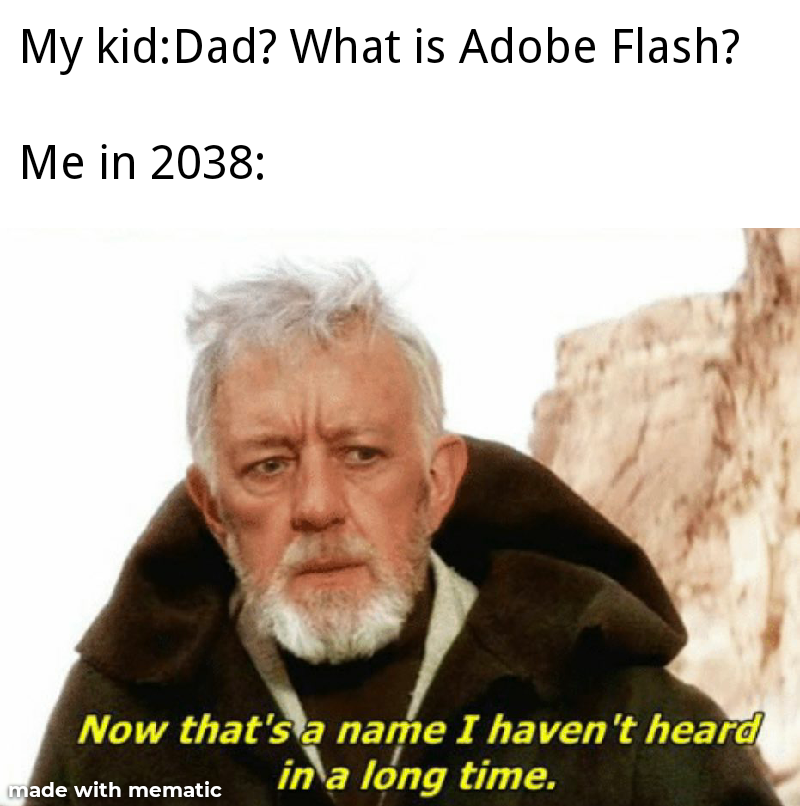 My kid:Dad? What is Adobe Flash?
Me in 2038:
Now that's a name I haven't heard
in a long time.
made with mematic